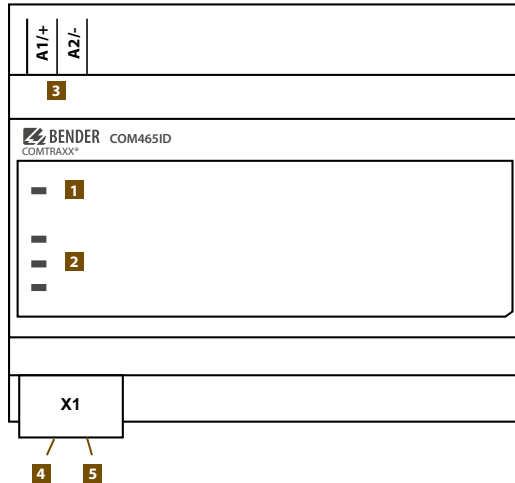 A1/+
A2/-
3
BENDER COM465ID
COMTRAXX®
1
2
X1
4 5